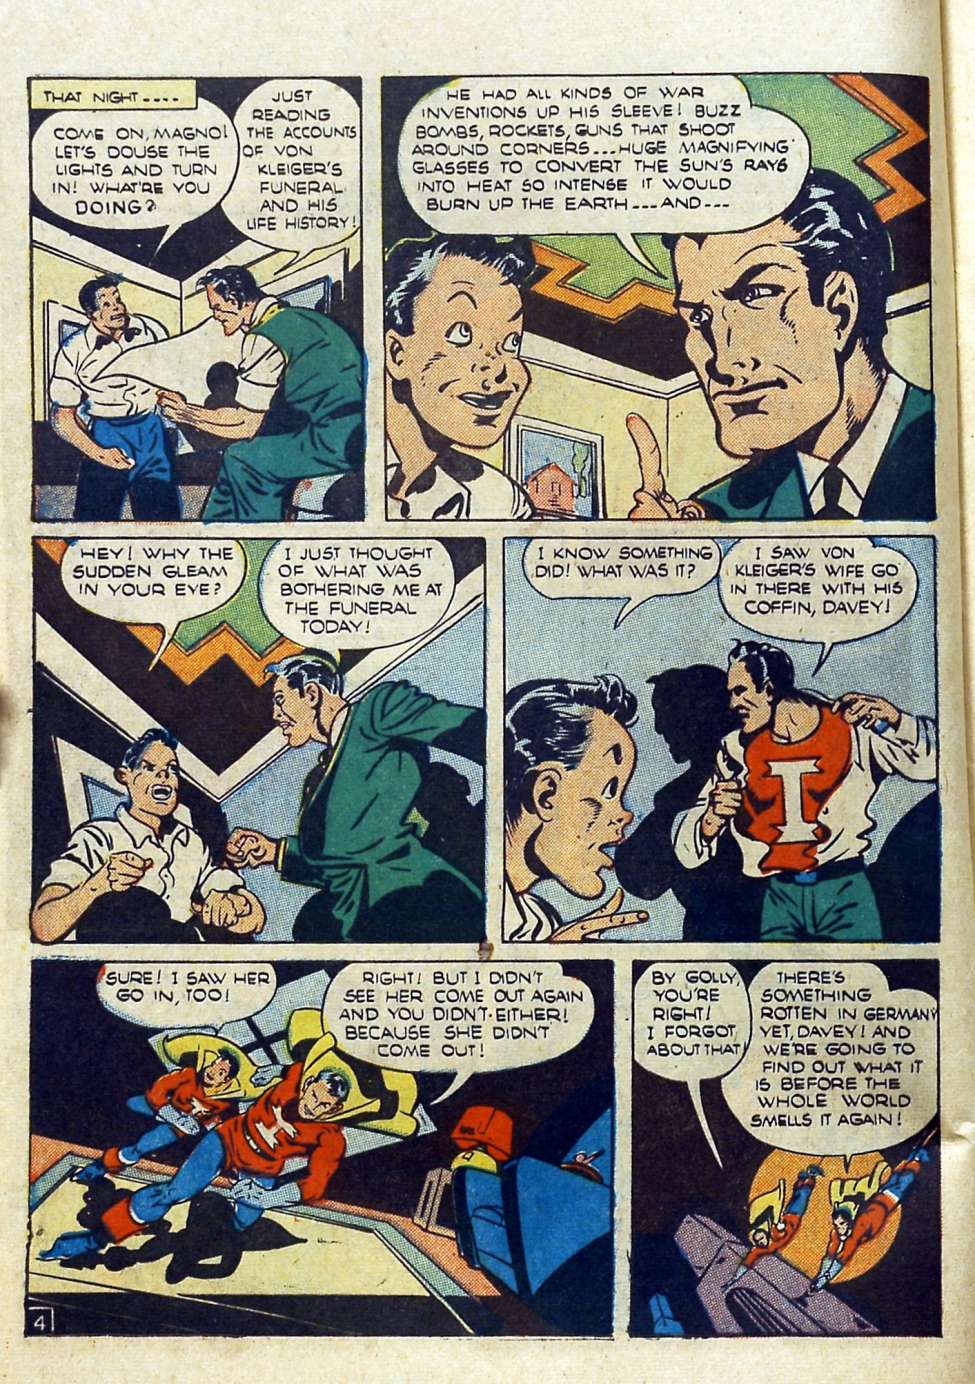 THAT NIGHT----
COME ON, MAGNO!
LET'S DOUSE THE
LIGHTS AND TURN
IN! WHAT'RE YOU
DOING?
JUST
READING
THE ACCOUNTS
OF VON
KLEIGER'S
FUNERAL
AND HIS
LIFE HISTORY!
HE HAD ALL KINDS OF WAR
INVENTIONS UP HIS SLEEVE! BUZZ
BOMBS, ROCKETS, GUNS THAT SHOOT
AROUND CORNERS---HUGE MAGNIFYING
GLASSES TO CONVERT THE SUN'S RAYS
INTO HEAT SO INTENSE IT WOULD
BURN UP THE EARTH---AND---
HEY! WHY THE
SUDDEN GLEAM
IN YOUR EYE?
I JUST THOUGHT
OF WHAT WAS
BOTHERING ME AT
THE FUNERAL
TODAY!
I KNOW SOMETHING
DID! WHAT WAS IT?
I SAW VON
KLEIGER'S WIFE GO
IN THERE WITH HIS
COFFIN, DAVEY!
I
SURE! I SAW HER
GO IN, TOO!
RIGHT! BUT I DIDN'T
SEE HER COME OUT AGAIN
AND YOU DIDN'T EITHER!
BECAUSE SHE DIDN'T
COME OUT!
I
BY GOLLY,
YOU'RE
RIGHT!
I FORGOT
ABOUT THAT!
THERE'S
SOMETHING
ROTTEN IN GERMANY
YET, DAVEY! AND
WE'RE GOING TO
FIND OUT WHAT IT
IS BEFORE THE
WHOLE WORLD
SMELLS IT AGAIN!
4